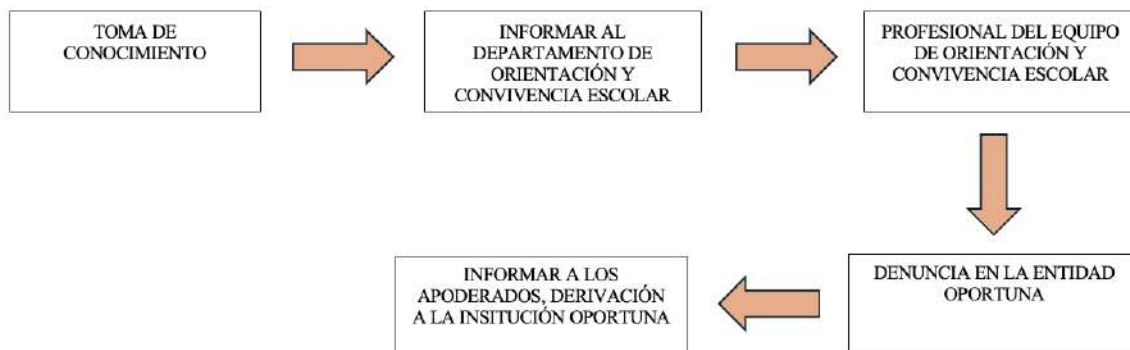 TOMA DE
CONOCIMIENTO
INFORMAR AL
DEPARTAMENTO DE
ORIENTACIÓN Y
CONVIVENCIA ESCOLAR
PROFESIONAL DEL EQUIPO
DE ORIENTACIÓN Y
CONVIVENCIA ESCOLAR
DENUNCIA EN LA ENTIDAD
OPORTUNA
INFORMAR A LOS
APODERADOS, DERIVACIÓN
A LA INSITUCIÓN OPORTUNA